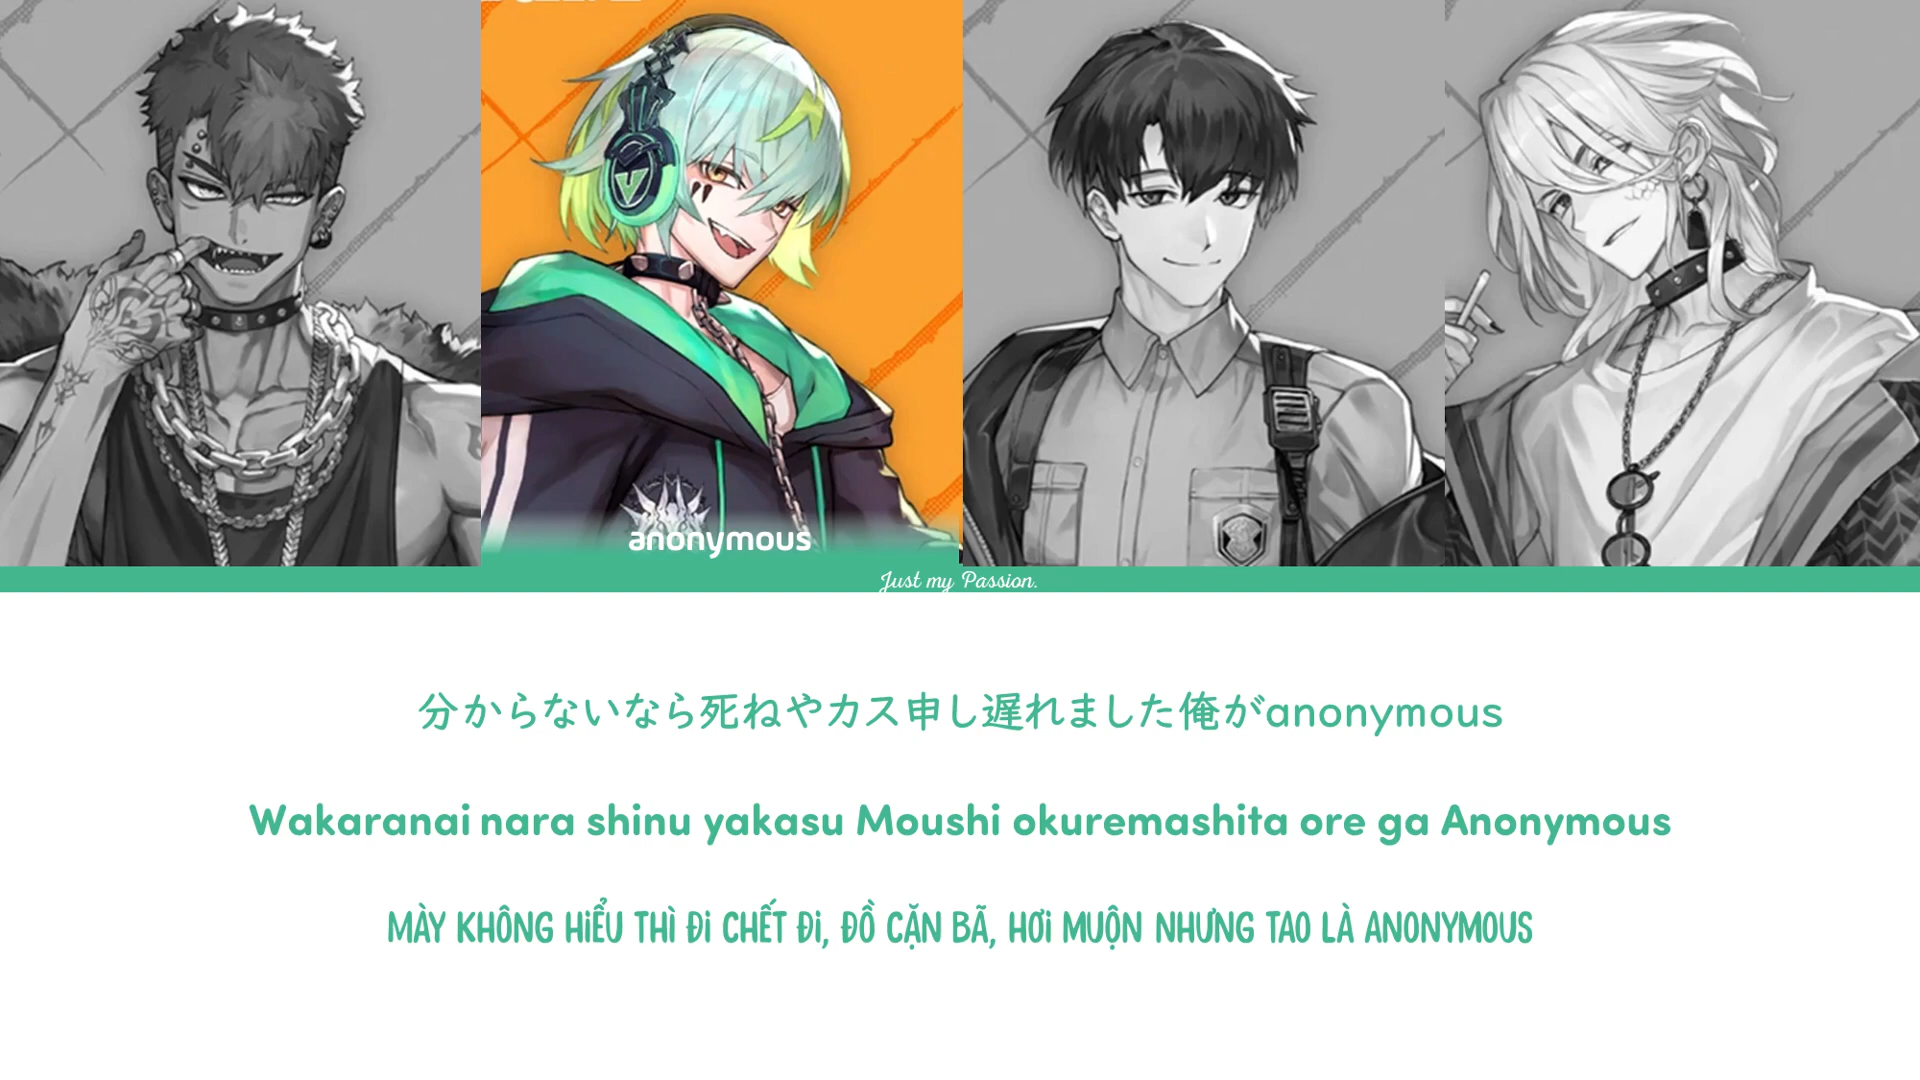 anonymous
Just my Passion.
分からないなら死ねやカス申し遅れました俺がanonymous
Wakaranai nara shinu yakasu Moushi okuremashita ore ga Anonymous
MÀY KHÔNG HiỂU THÌ Đi CHẾT Đi, ĐỒ CẶN BÃ, HƠi MUỘN NHƯNG TAO LÀ ANONYMOUS